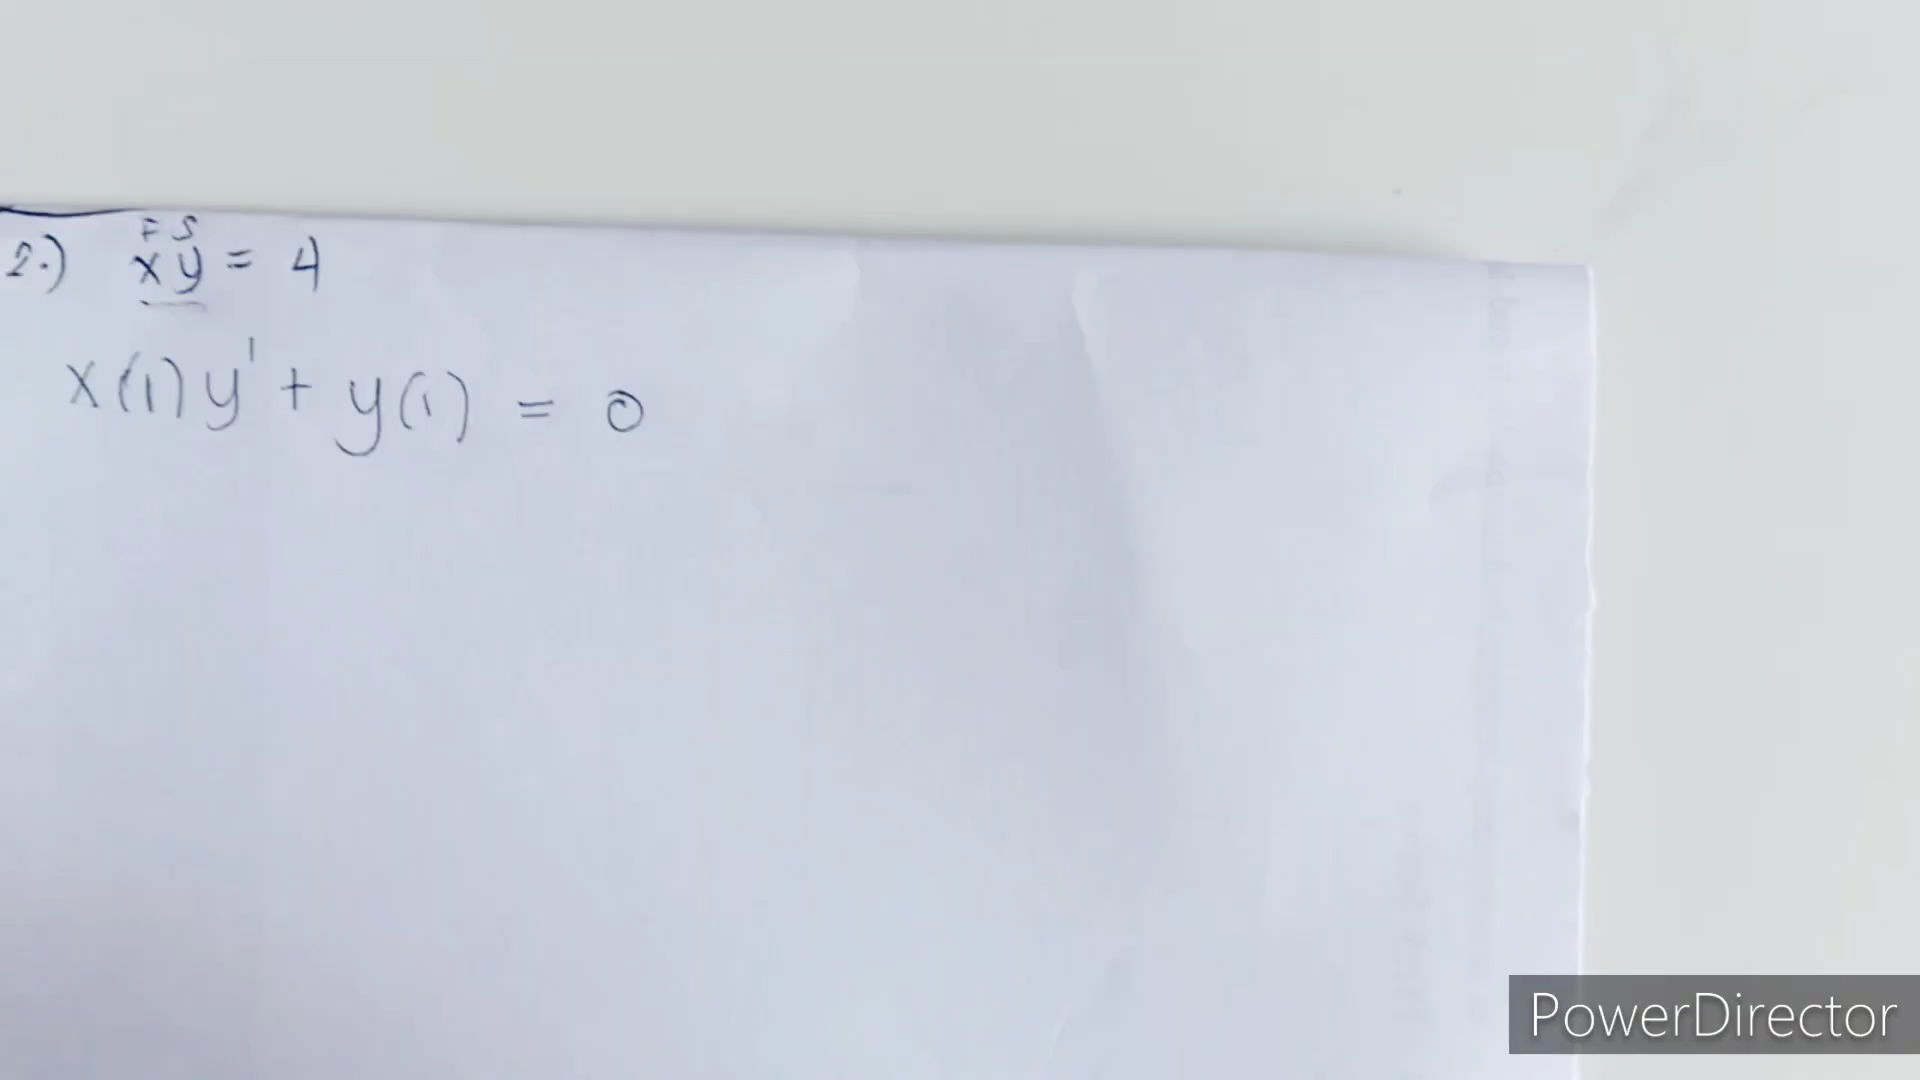 F S
2.) xy = 4
x(1)y' + y(1) = 0
PowerDirector